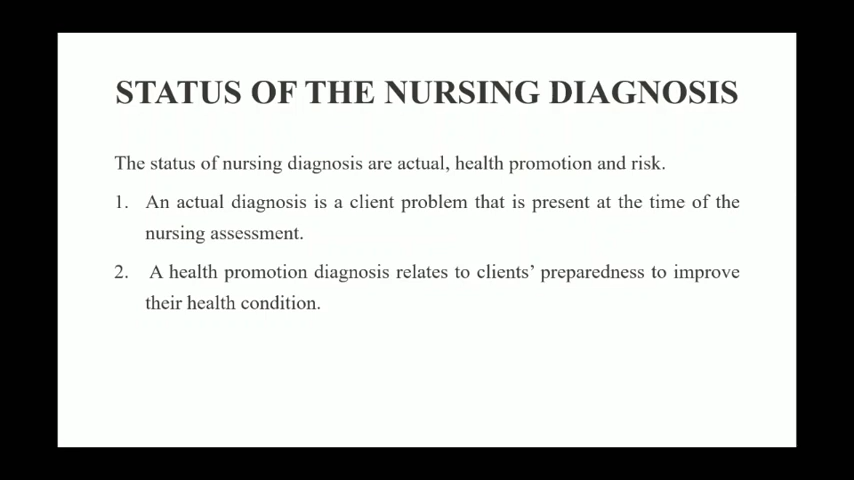 STATUS OF THE NURSING DIAGNOSIS
The status of nursing diagnosis are actual, health promotion and risk.
1. An actual diagnosis is a client problem that is present at the time of the
nursing assessment.
2. A health promotion diagnosis relates to clients’ preparedness to improve
their health condition.